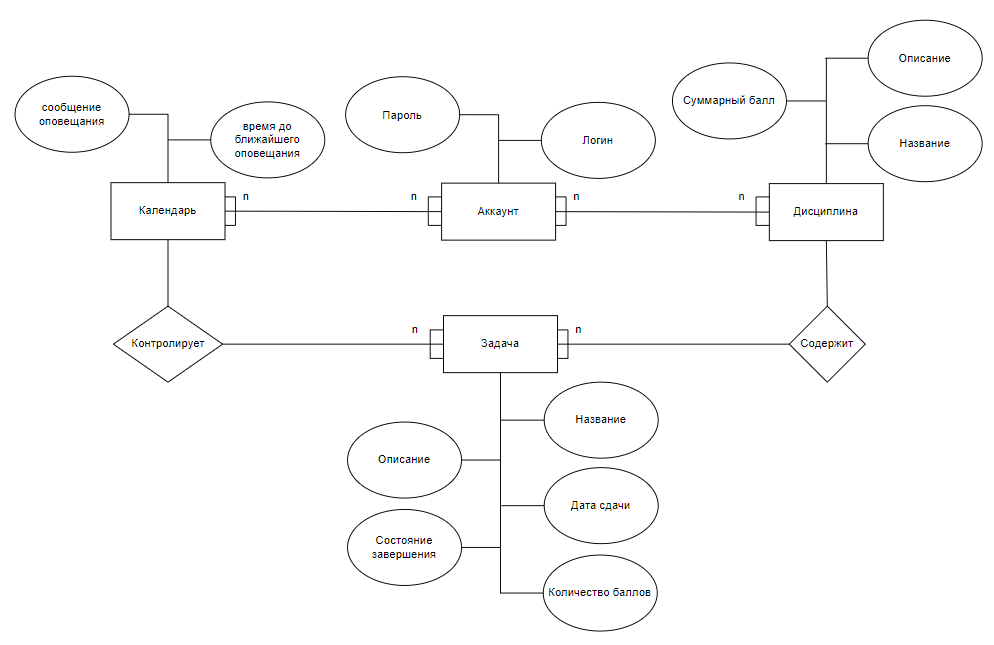 Описание
Суммарный балл
сообщение
оповещания
Пароль
время до
ближайшего
оповещания
Логин
Название
n
n
n
n
Календарь
Аккаунт
Дисциплина
n
n
Контролирует
Задача
Содержит
Название
Описание
Дата сдачи
Состояние
завершения
Количество баллов